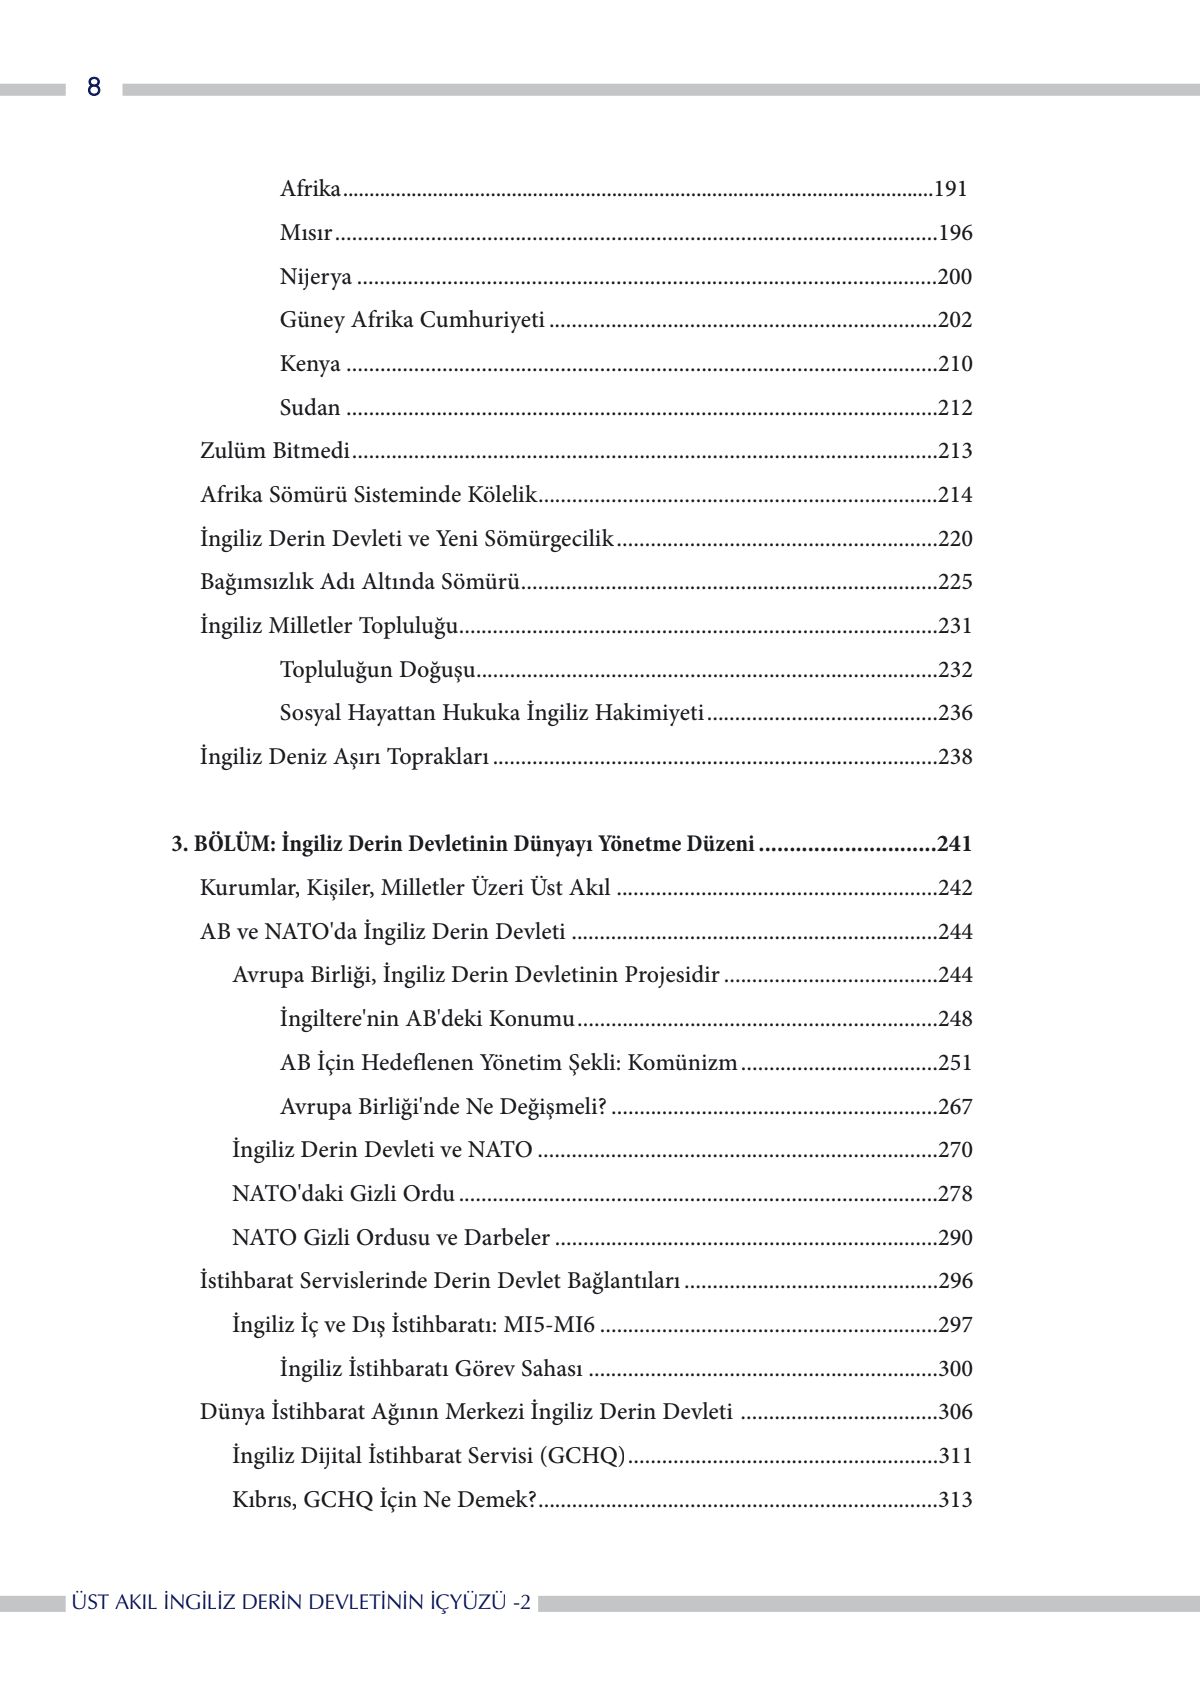 8
Afrika..........................................................................................................191
Mısır............................................................................................................196
Nijerya ........................................................................................................200
Güney Afrika Cumhuriyeti .....................................................................202
Kenya ..........................................................................................................210
Sudan ..........................................................................................................212
Zulüm Bitmedi.........................................................................................................213
Afrika Sömürü Sisteminde Kölelik.......................................................................214
İngiliz Derin Devleti ve Yeni Sömürgecilik.........................................................220
Bağımsızlık Adı Altında Sömürü..........................................................................225
İngiliz Milletler Topluluğu.....................................................................................231
Topluluğun Doğuşu..................................................................................232
Sosyal Hayattan Hukuka İngiliz Hakimiyeti.........................................236
İngiliz Deniz Aşırı Toprakları ...............................................................................238
3. BÖLÜM: İngiliz Derin Devletinin Dünyayı Yönetme Düzeni .............................241
Kurumlar, Kişiler, Milletler Üzeri Üst Akıl .........................................................242
AB ve NATO'da İngiliz Derin Devleti .................................................................244
Avrupa Birliği, İngiliz Derin Devletinin Projesidir ......................................244
İngiltere'nin AB'deki Konumu................................................................248
AB İçin Hedeflenen Yönetim Şekli: Komünizm...................................251
Avrupa Birliği'nde Ne Değişmeli? ..........................................................267
İngiliz Derin Devleti ve NATO .......................................................................270
NATO'daki Gizli Ordu .....................................................................................278
NATO Gizli Ordusu ve Darbeler ....................................................................290
İstihbarat Servislerinde Derin Devlet Bağlantıları .............................................296
İngiliz İç ve Dış İstihbaratı: MI5-MI6 ............................................................297
İngiliz İstihbaratı Görev Sahası ..............................................................300
Dünya İstihbarat Ağının Merkezi İngiliz Derin Devleti ...................................306
İngiliz Dijital İstihbarat Servisi (GCHQ).......................................................311
Kıbrıs, GCHQ İçin Ne Demek?.......................................................................313
ÜST AKIL İNGİLİZ DERİN DEVLETİNİN İÇYÜZÜ -2